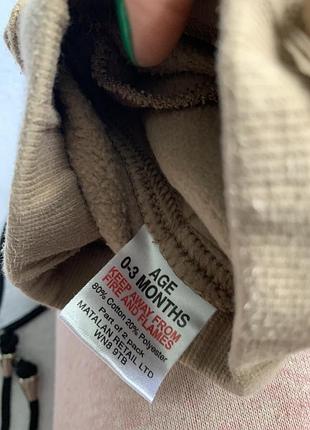 AGE
0-3 MONTHS
KEEP AWAY FROM
FIRE AND FLAMES
80% Cotton 20% Polyester
Part of 2 pack
MATALAN RETAIL LTD
WN8 9TB